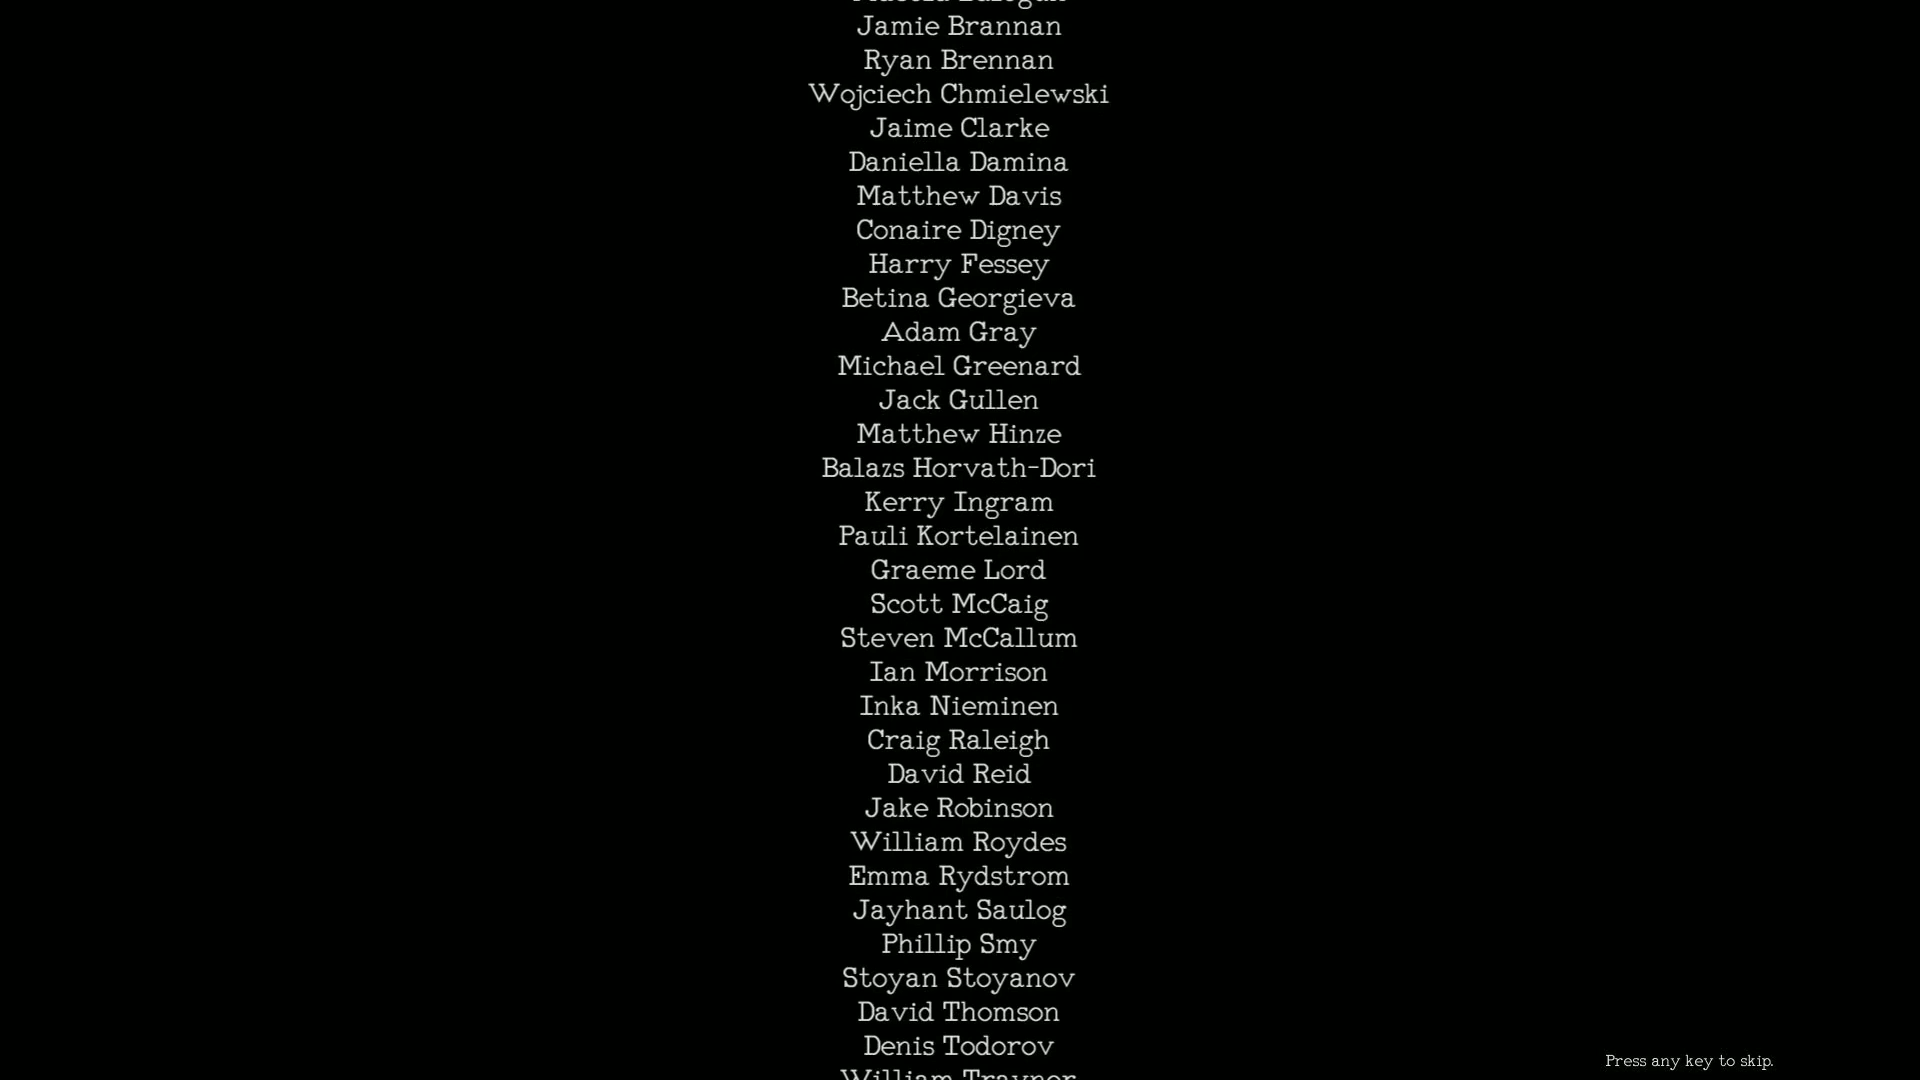 Jamie Brannan
Ryan Brennan
Wojciech Chmielewski
Jaime Clarke
Daniella Damina
Matthew Davis
Conaire Digney
Harry Fessey
Betina Georgieva
Adam Gray
Michael Greenard
Jack Gullen
Matthew Hinze
Balazs Horvath-Dori
Kerry Ingram
Pauli Kortelainen
Graeme Lord
Scott McCaig
Steven McCallum
Ian Morrison
Inka Nieminen
Craig Raleigh
David Reid
Jake Robinson
William Roydes
Emma Rydstrom
Jayhant Saulog
Phillip Smy
Stoyan Stoyanov
David Thomson
Denis Todorov
Press any key to skip.
William Traynor